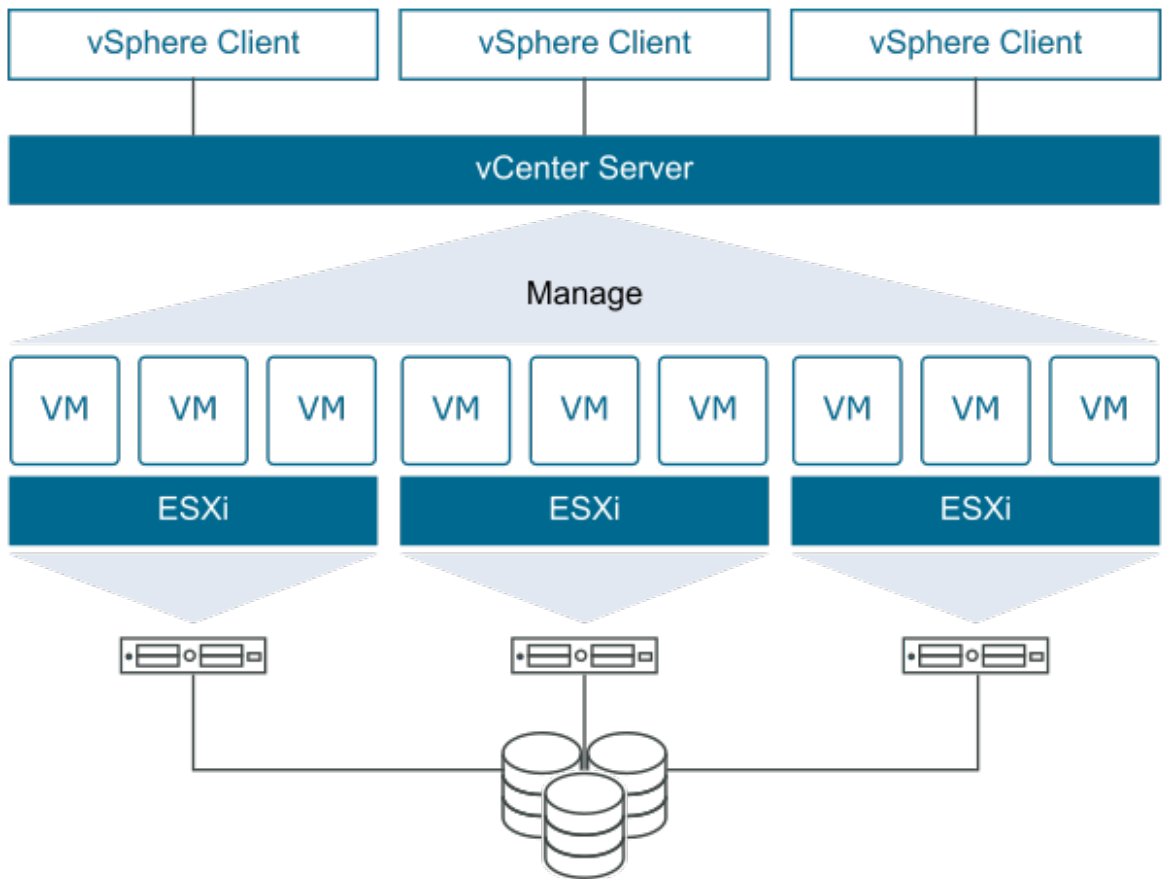 vSphere Client
vSphere Client
vSphere Client
vCenter Server
Manage
VM
VM
VM
VM
VM
VM
VM
VM
VM
ESXi
ESXi
ESXi